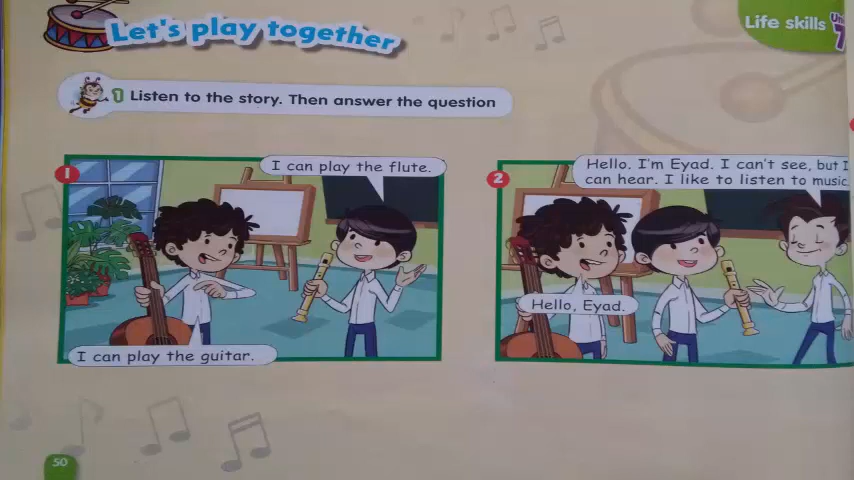 Let's play together
Life skills
7
1 Listen to the story. Then answer the question
1
I can play the flute.
I can play the guitar.
2
Hello. I'm Eyad. I can't see, but I
can hear. I like to listen to music
Hello, Eyad.
50